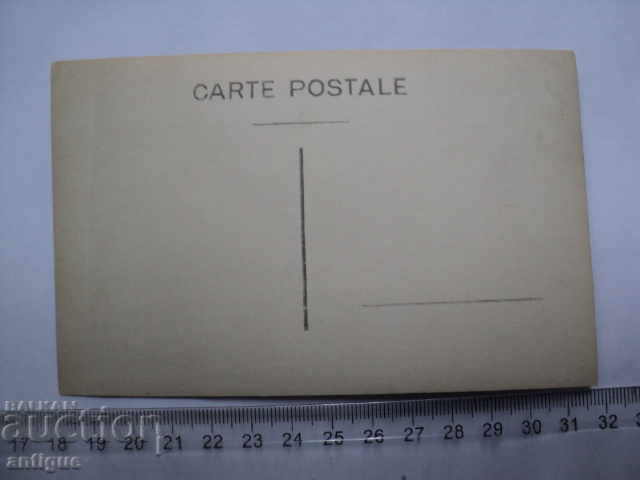 CARTE POSTALE
BALKAN
auction
17 18 19 20 21 22 23 24 25 26 27 28 29 30 31 32
antique